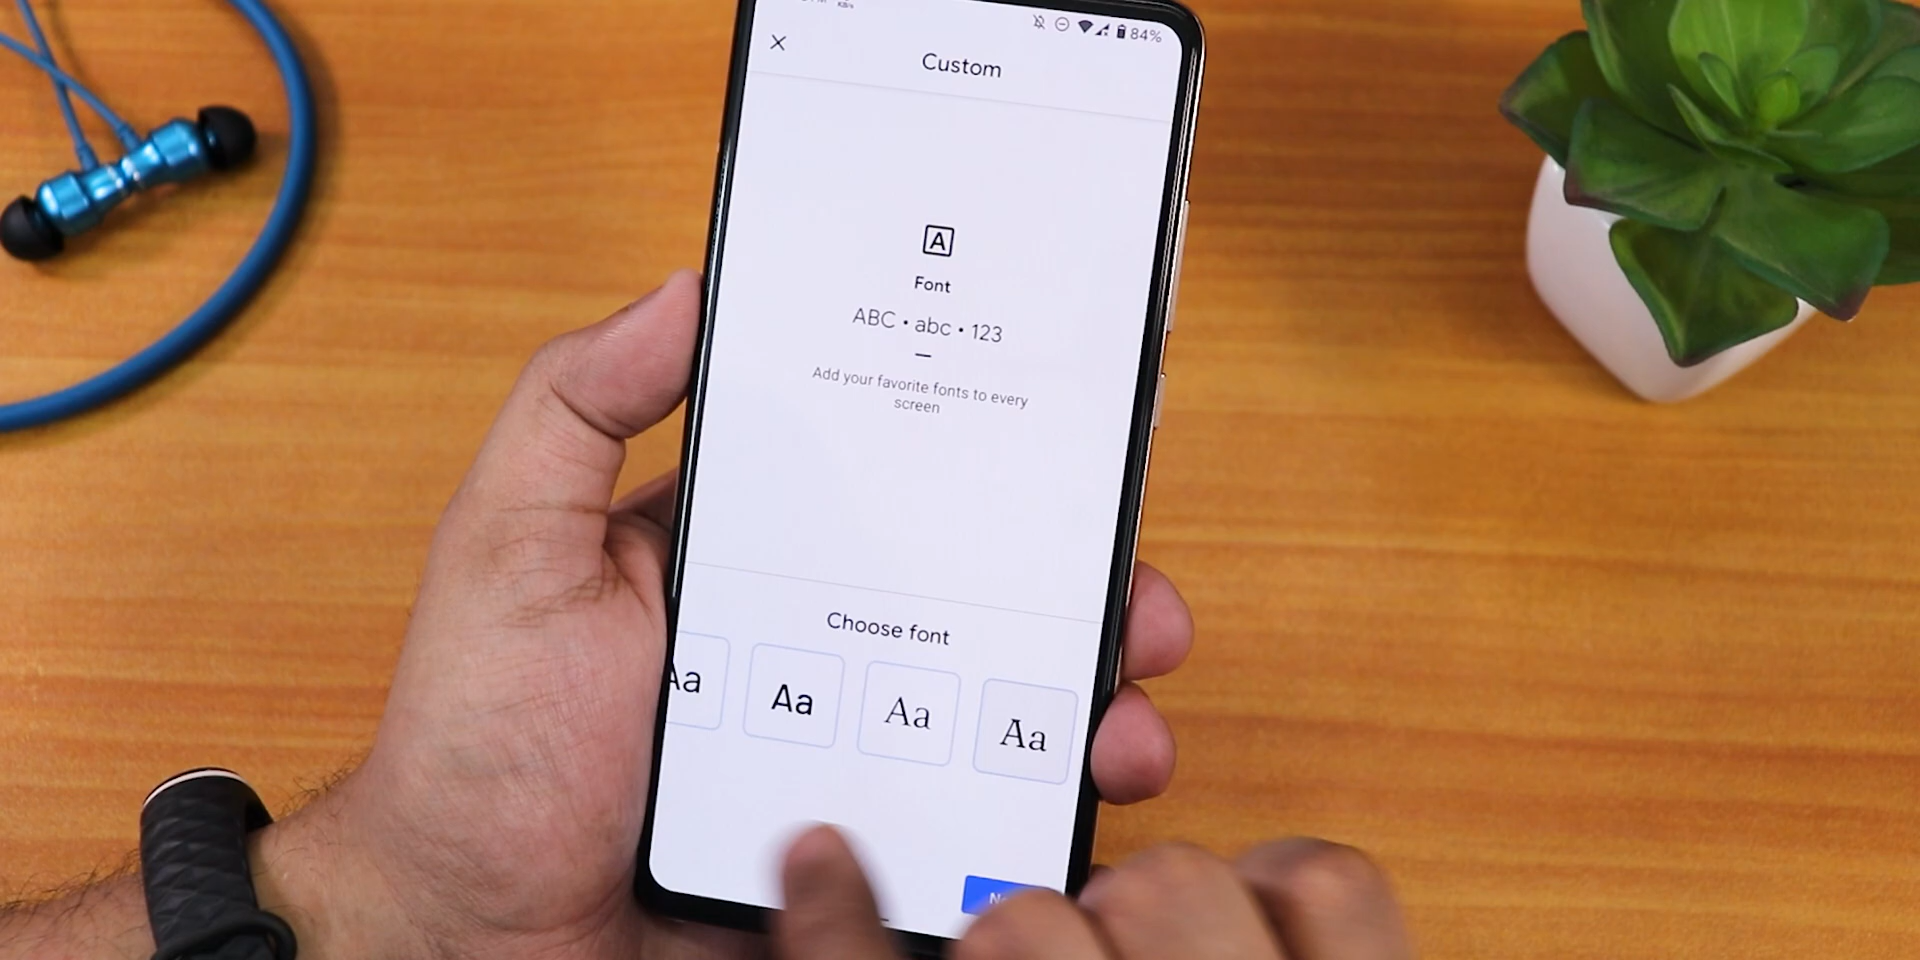 84%
Custom
A
Font
ABC • abc • 123
Add your favorite fonts to every
screen
Choose font
Aa Aa Aa Aa